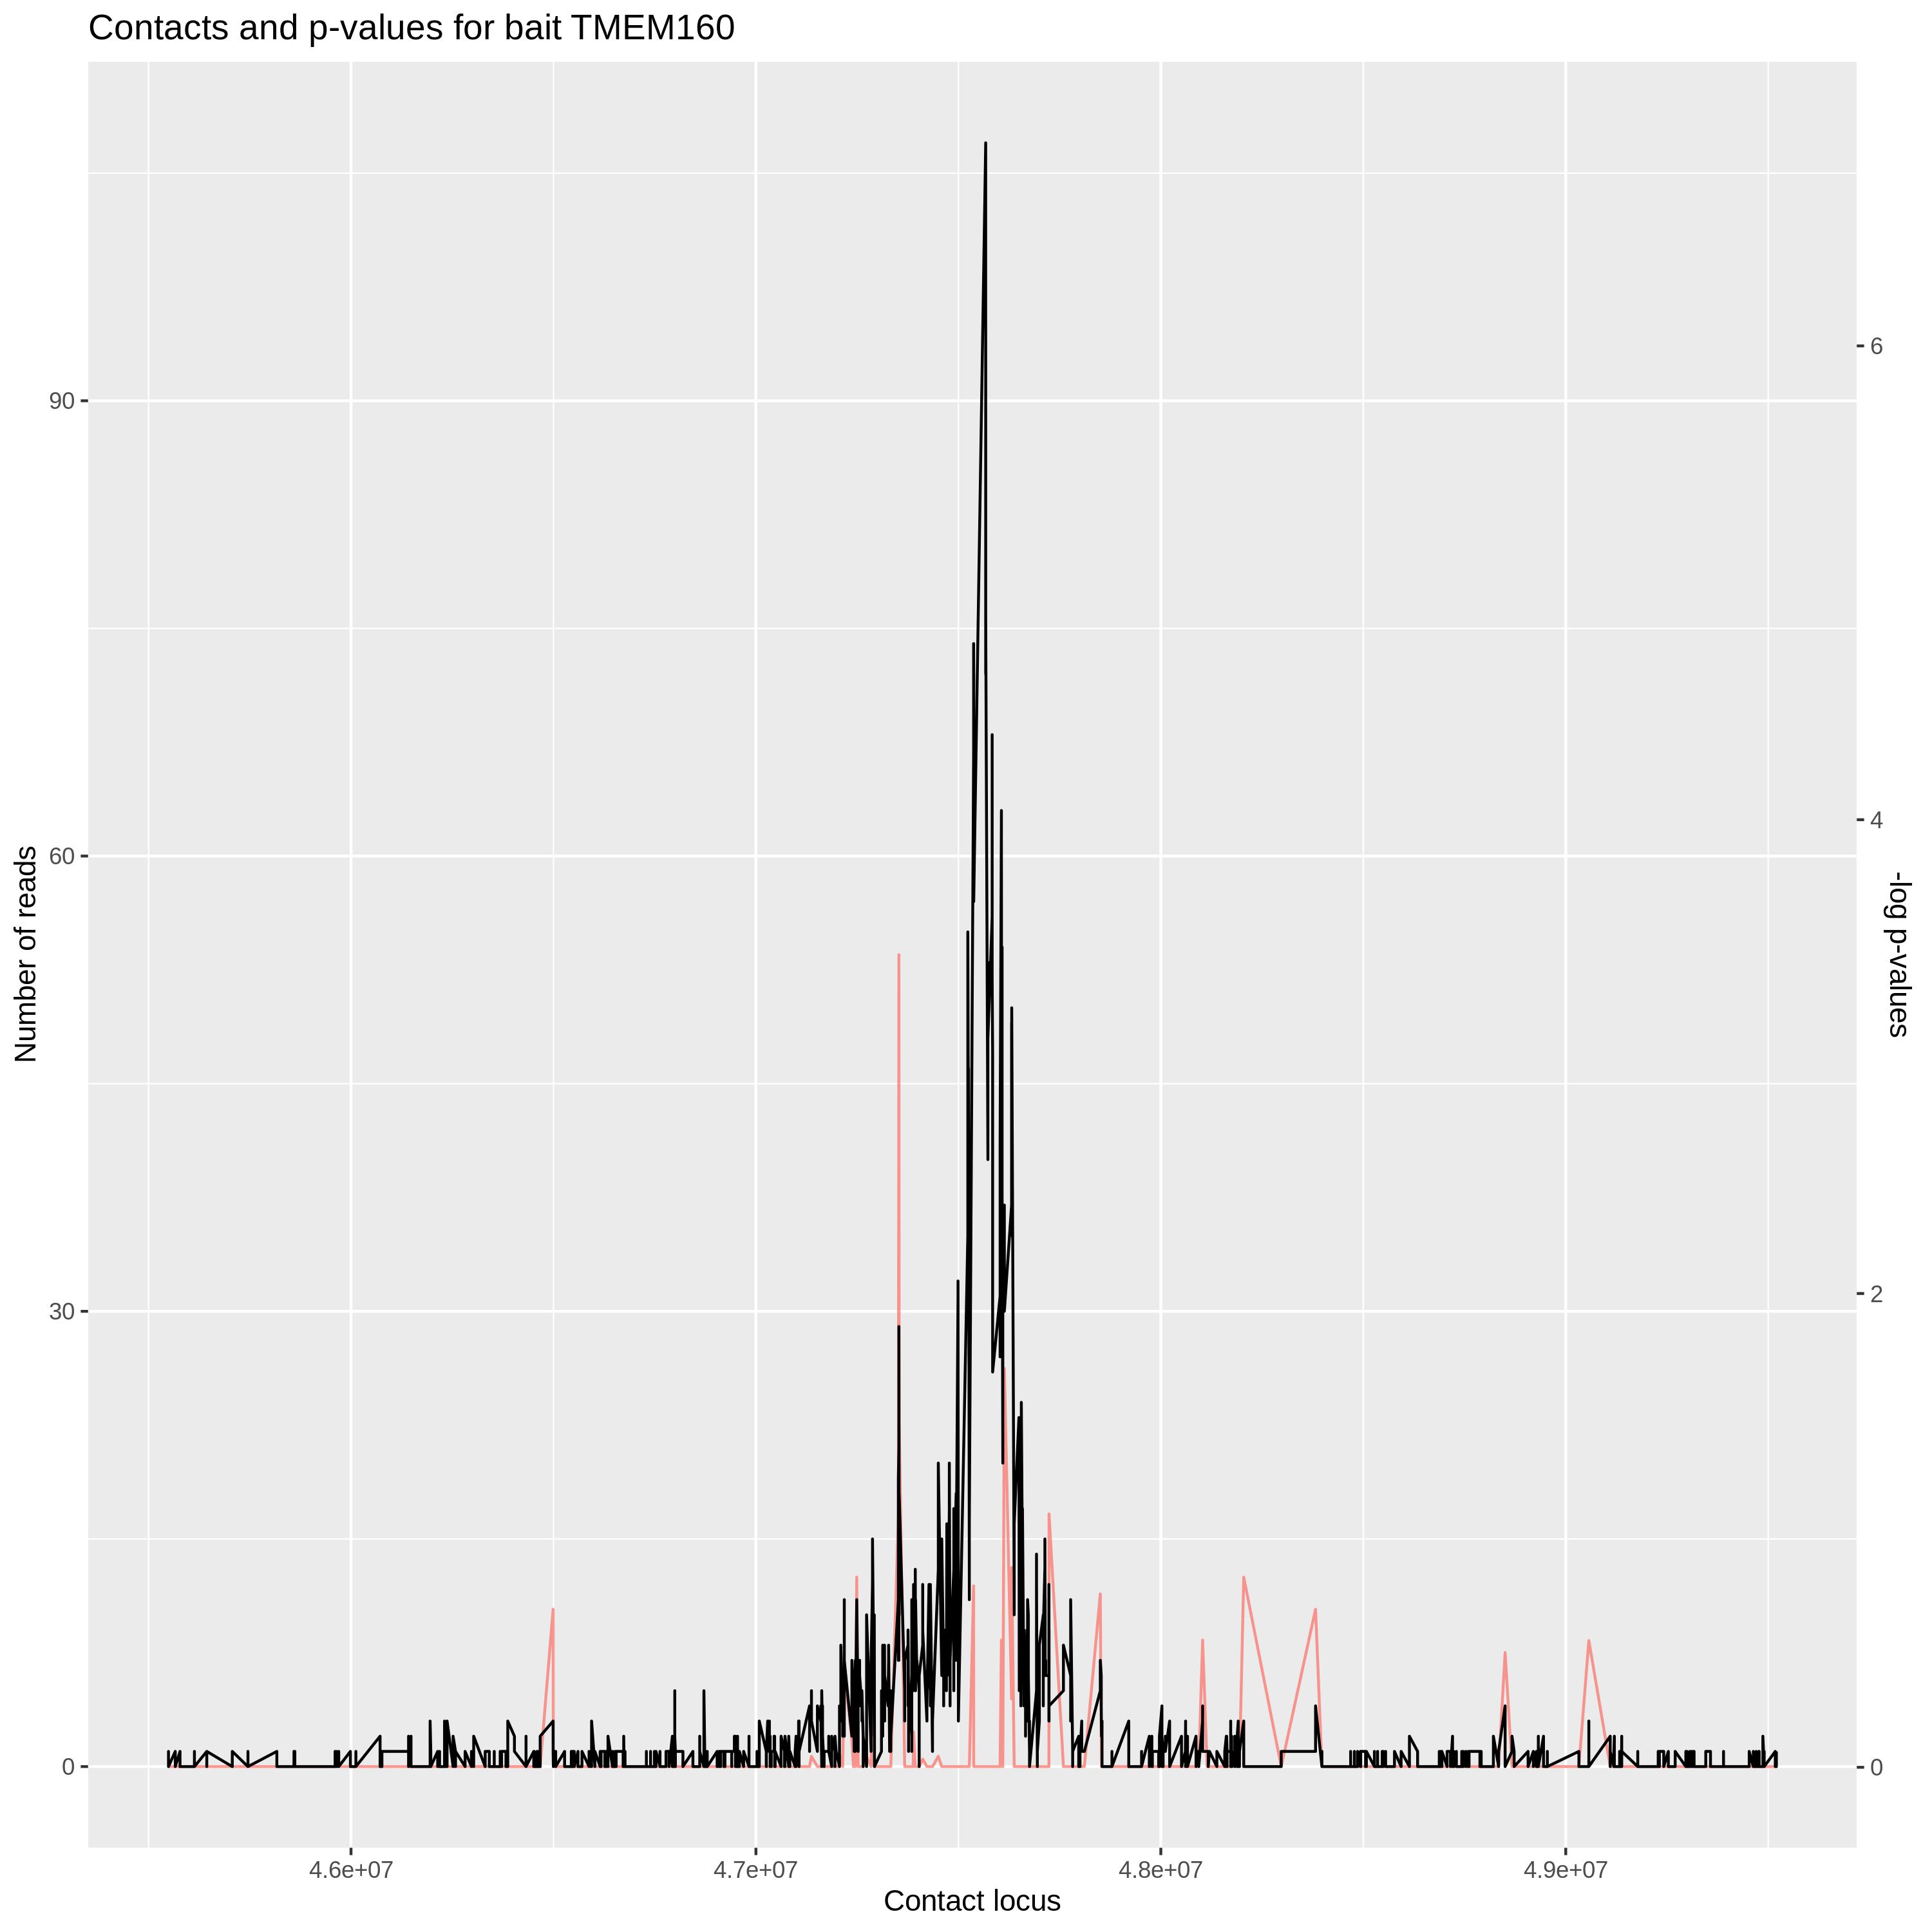 Contacts and p-values for bait TMEM160
90
60
30
0
Number of reads
6
4
2
0
-log p-values
4.6e+07 4.7e+07 4.8e+07 4.9e+07
Contact locus